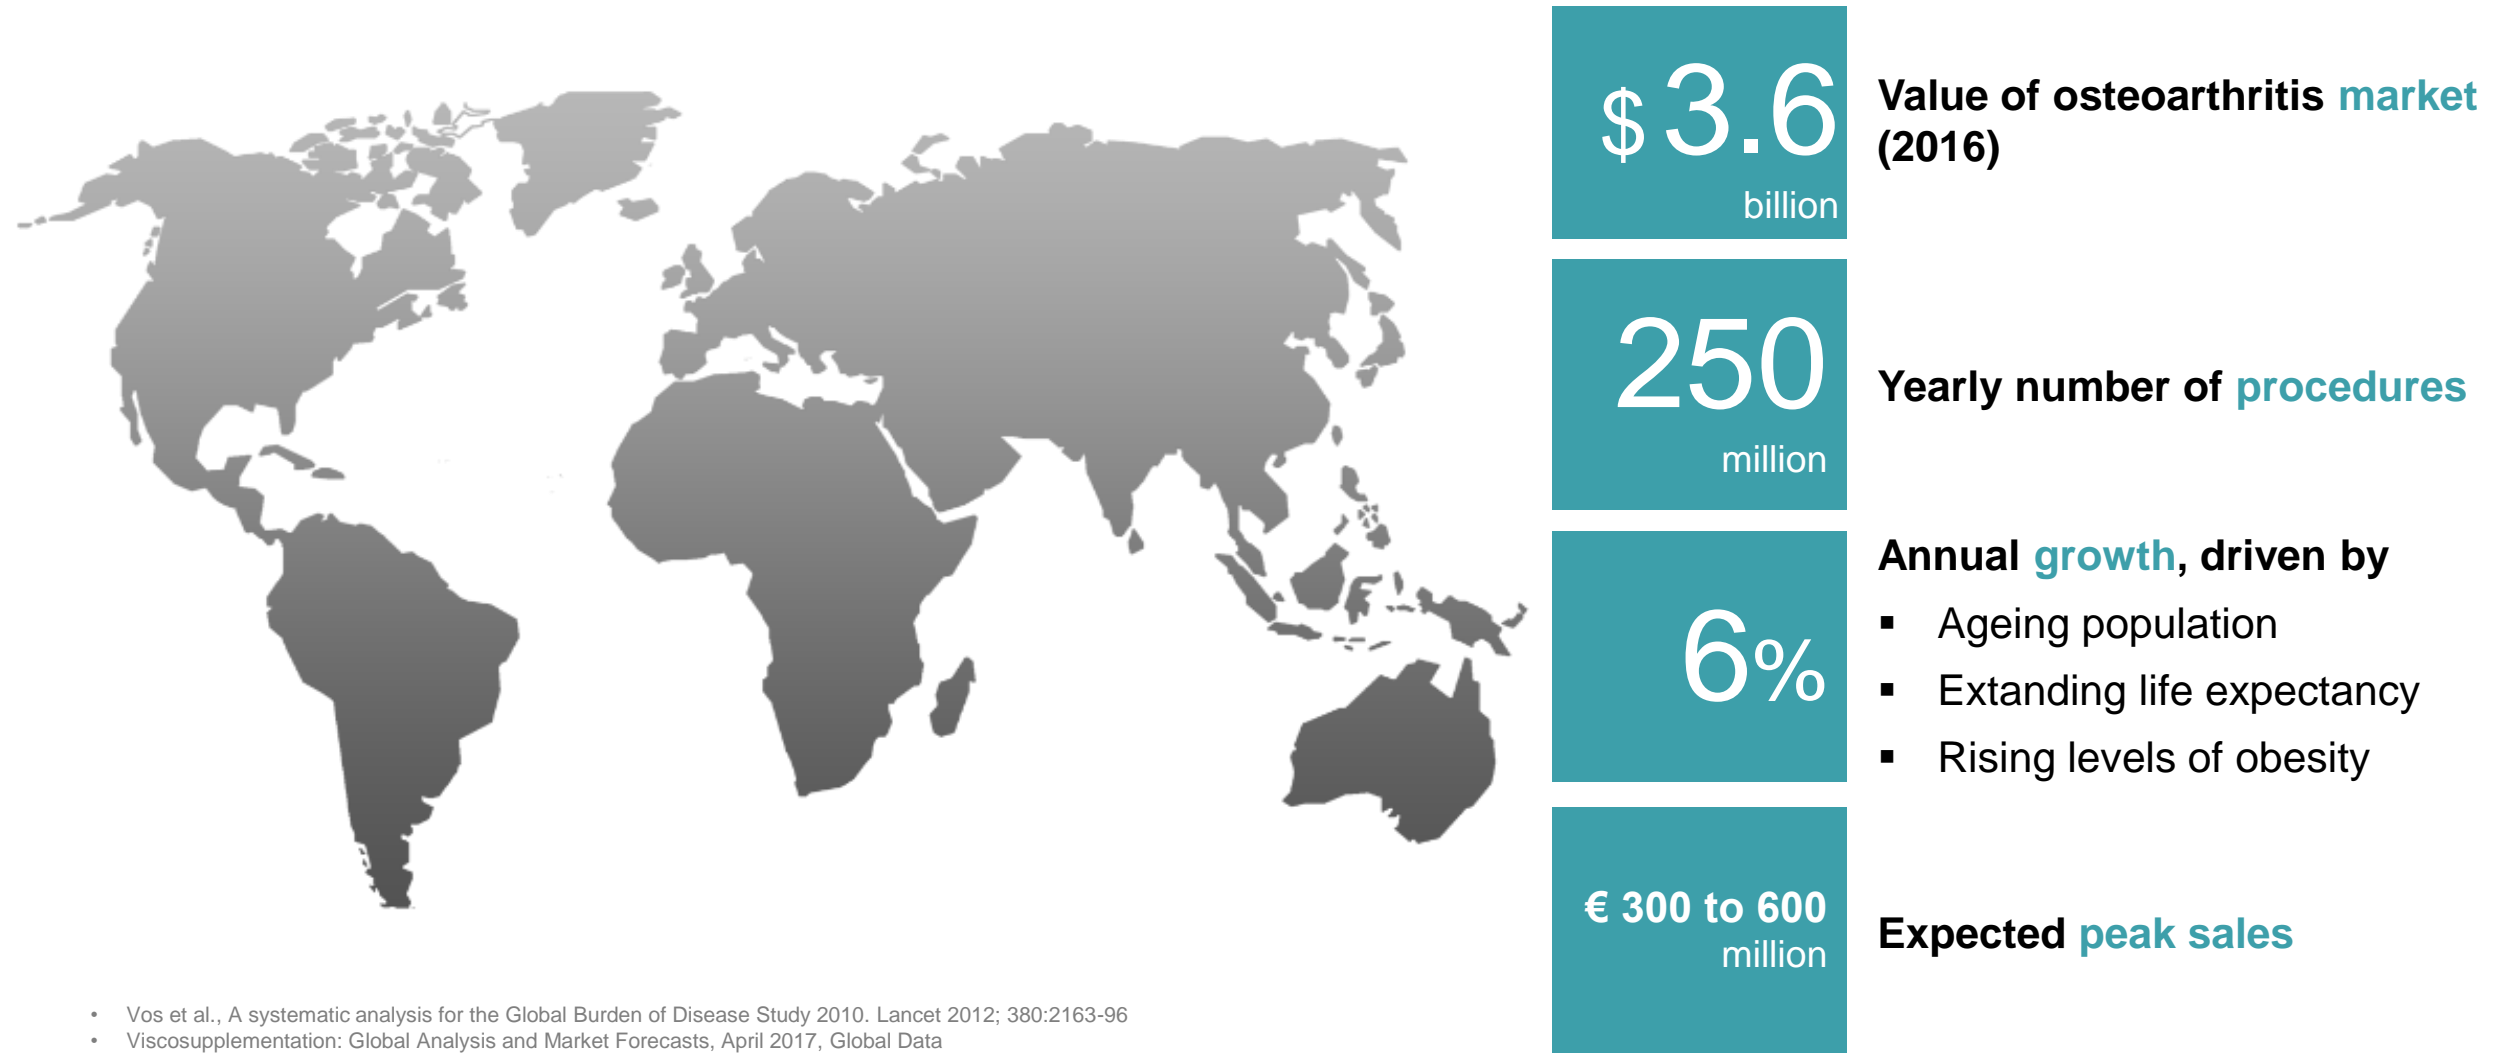 $ 3.6
billion
Value of osteoarthritis market
(2016)
250
million
Yearly number of procedures
6%
Annual growth, driven by
▪ Ageing population
▪ Extanding life expectancy
▪ Rising levels of obesity
€ 300 to 600
million
Expected peak sales
• Vos et al., A systematic analysis for the Global Burden of Disease Study 2010. Lancet 2012; 380:2163-96
• Viscosupplementation: Global Analysis and Market Forecasts, April 2017, Global Data